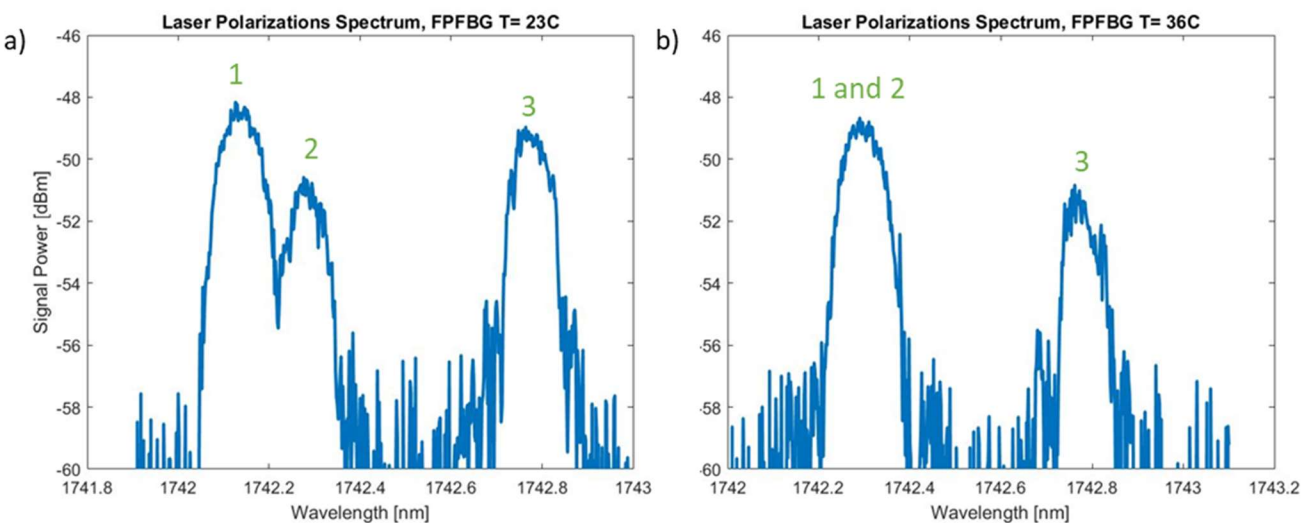 Laser Polarizations Spectrum, FPFBG T= 23C
a)
-46
-48
-50
-52
-54
-56
-58
-60
Signal Power [dBm]
1
2
3
1741.8 1742 1742.2 1742.4 1742.6 1742.8 1743
Wavelength [nm]
Laser Polarizations Spectrum, FPFBG T= 36C
b)
-46
-48
-50
-52
-54
-56
-58
-60
1 and 2
3
1742 1742.2 1742.4 1742.6 1742.8 1743 1743.2
Wavelength [nm]